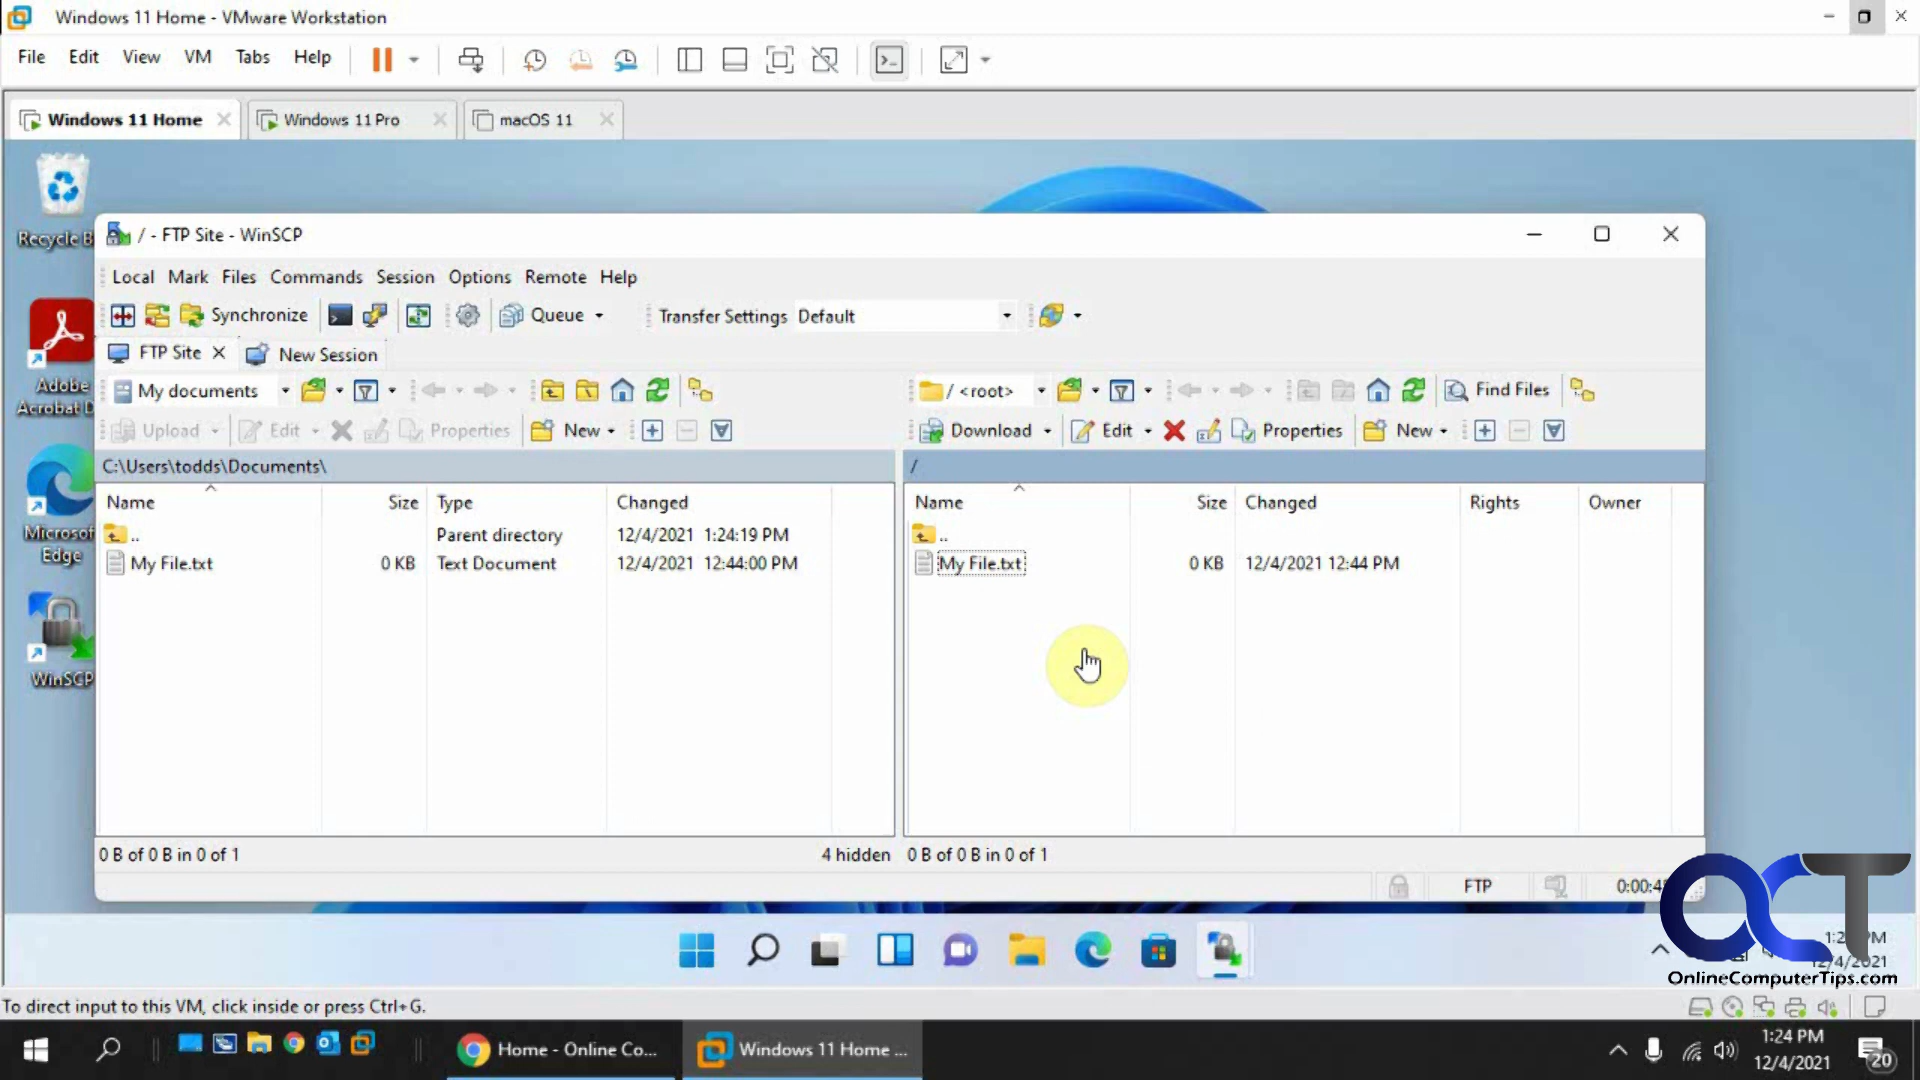 Windows 11 Home - VMware Workstation
File Edit View VM Tabs Help
Windows 11 Home Windows 11 Pro macOS 11
Recycle B
/ - FTP Site - WinSCP
Local Mark Files Commands Session Options Remote Help
Synchronize Queue Transfer Settings Default
FTP Site New Session
Adobe
Acrobat D
My documents / <root> Find Files
Upload Edit Properties New Download Edit Properties New
C:\Users\todds\Documents\ /
Name Size Type Changed Name Size Changed Rights Owner
.. Parent directory 12/4/2021 1:24:19 PM ..
My File.txt 0 KB Text Document 12/4/2021 12:44:00 PM My File.txt 0 KB 12/4/2021 12:44 PM
Microsof
Edge
WinSCP
0 B of 0 B in 0 of 1 4 hidden 0 B of 0 B in 0 of 1
FTP
OCT
OnlineComputerTips.com
To direct input to this VM, click inside or press Ctrl+G.
Home - Online Co... Windows 11 Home ...
1:24 PM
12/4/2021
20